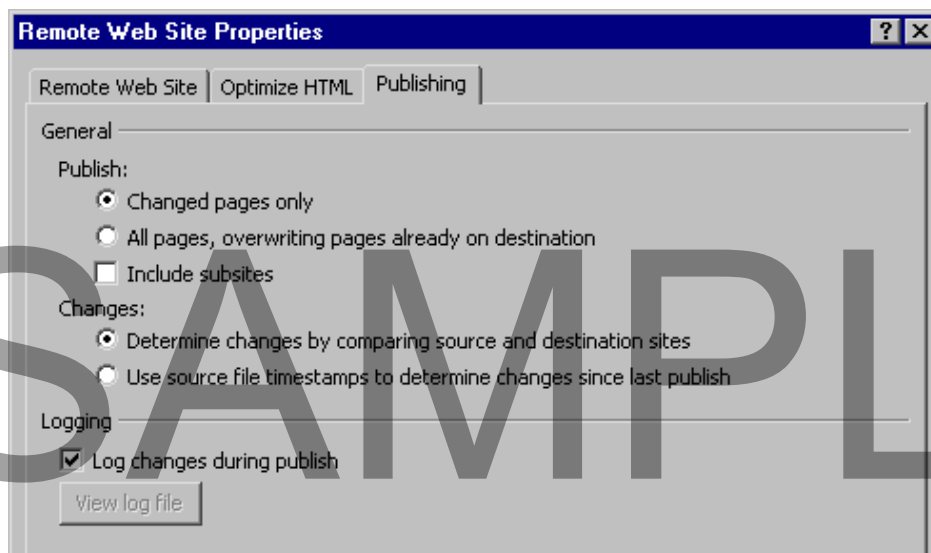 Remote Web Site Properties
Remote Web Site Optimize HTML Publishing
General
Publish:
Changed pages only
All pages, overwriting pages already on destination
Include subsites
Changes:
Determine changes by comparing source and destination sites
Use source file timestamps to determine changes since last publish
Logging
Log changes during publish
View log file
SAMPL